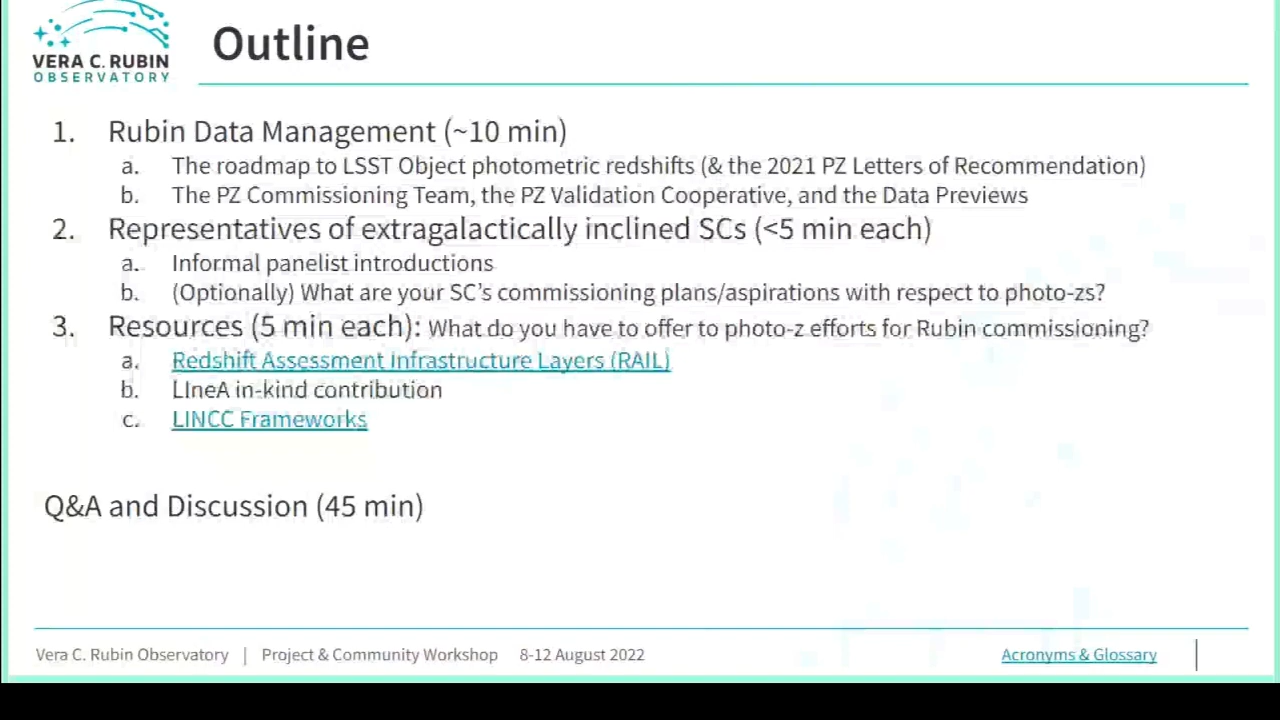 VERA C. RUBIN
OBSERVATORY
Outline
1. Rubin Data Management (~10 min)
a. The roadmap to LSST Object photometric redshifts (& the 2021 PZ Letters of Recommendation)
b. The PZ Commissioning Team, the PZ Validation Cooperative, and the Data Previews
2. Representatives of extragalactically inclined SCs (<5 min each)
a. Informal panelist introductions
b. (Optionally) What are your SC's commissioning plans/aspirations with respect to photo-zs?
3. Resources (5 min each): What do you have to offer to photo-z efforts for Rubin commissioning?
a. Redshift Assessment Infrastructure Layers (RAIL)
b. LIneA in-kind contribution
c. LINCC Frameworks
Q&A and Discussion (45 min)
Vera C. Rubin Observatory | Project & Community Workshop 8-12 August 2022 Acronyms & Glossary |